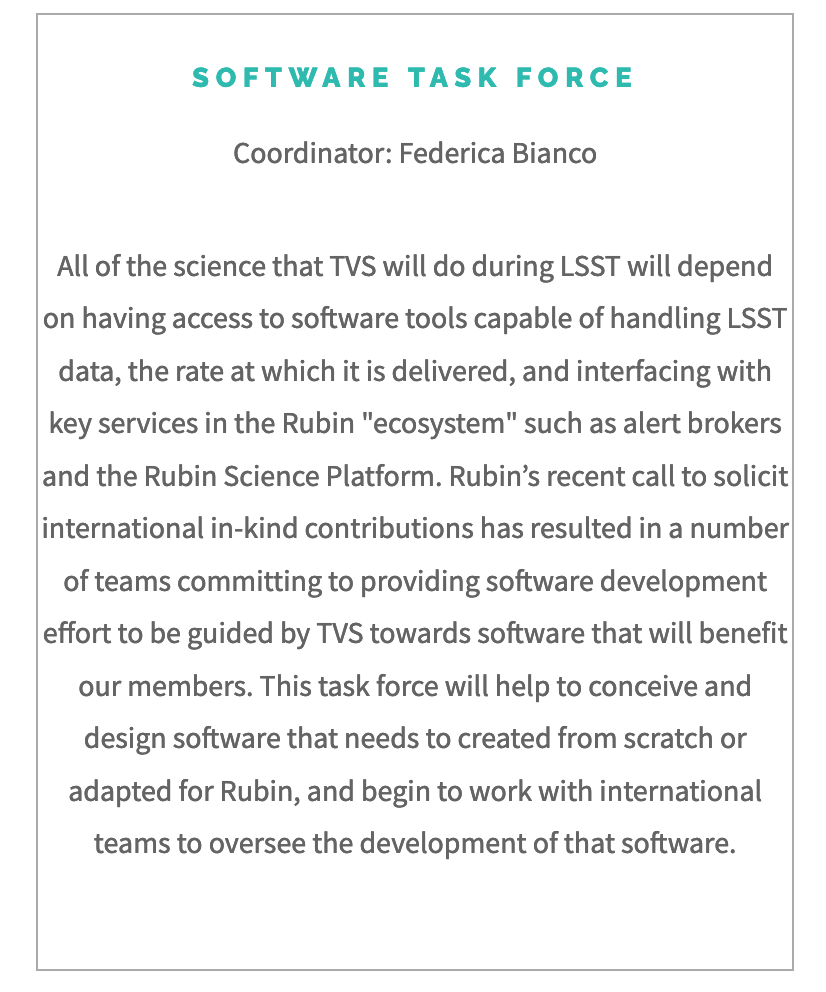 SOFTWARE TASK FORCE
Coordinator: Federica Bianco
All of the science that TVS will do during LSST will depend
on having access to software tools capable of handling LSST
data, the rate at which it is delivered, and interfacing with
key services in the Rubin "ecosystem" such as alert brokers
and the Rubin Science Platform. Rubin’s recent call to solicit
international in-kind contributions has resulted in a number
of teams committing to providing software development
effort to be guided by TVS towards software that will benefit
our members. This task force will help to conceive and
design software that needs to created from scratch or
adapted for Rubin, and begin to work with international
teams to oversee the development of that software.